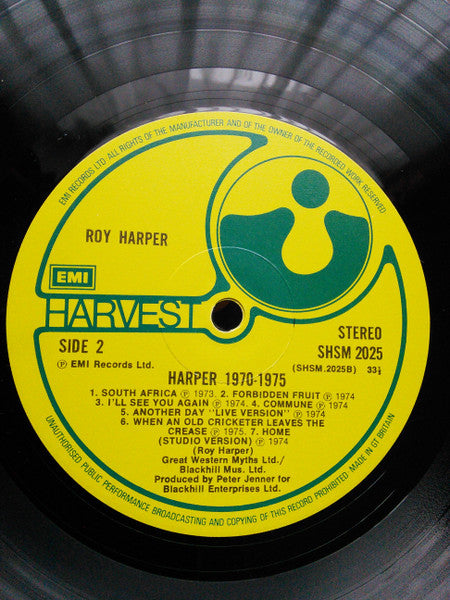 EMI RECORDS LTD. ALL RIGHTS OF THE MANUFACTURER AND OF THE OWNER OF THE RECORDED WORK RESERVED.
ROY HARPER
EMI
HARVEST
STEREO
SIDE 2
SHSM 2025
Ⓟ EMI Records Ltd.
(SHSM.2025B) 33⅓
HARPER 1970-1975
1. SOUTH AFRICA Ⓟ 1973. 2. FORBIDDEN FRUIT Ⓟ 1974
3. I'LL SEE YOU AGAIN Ⓟ 1974. 4. COMMUNE Ⓟ 1974
5. ANOTHER DAY "LIVE VERSION" Ⓟ 1974
6. WHEN AN OLD CRICKETER LEAVES THE
CREASE Ⓟ 1975. 7. HOME
(STUDIO VERSION) Ⓟ 1974
(Roy Harper)
Great Western Myths Ltd./
Blackhill Mus. Ltd.
Produced by Peter Jenner for
Blackhill Enterprises Ltd.
UNAUTHORISED PUBLIC PERFORMANCE BROADCASTING AND COPYING OF THIS RECORD PROHIBITED. MADE IN GT. BRITAIN